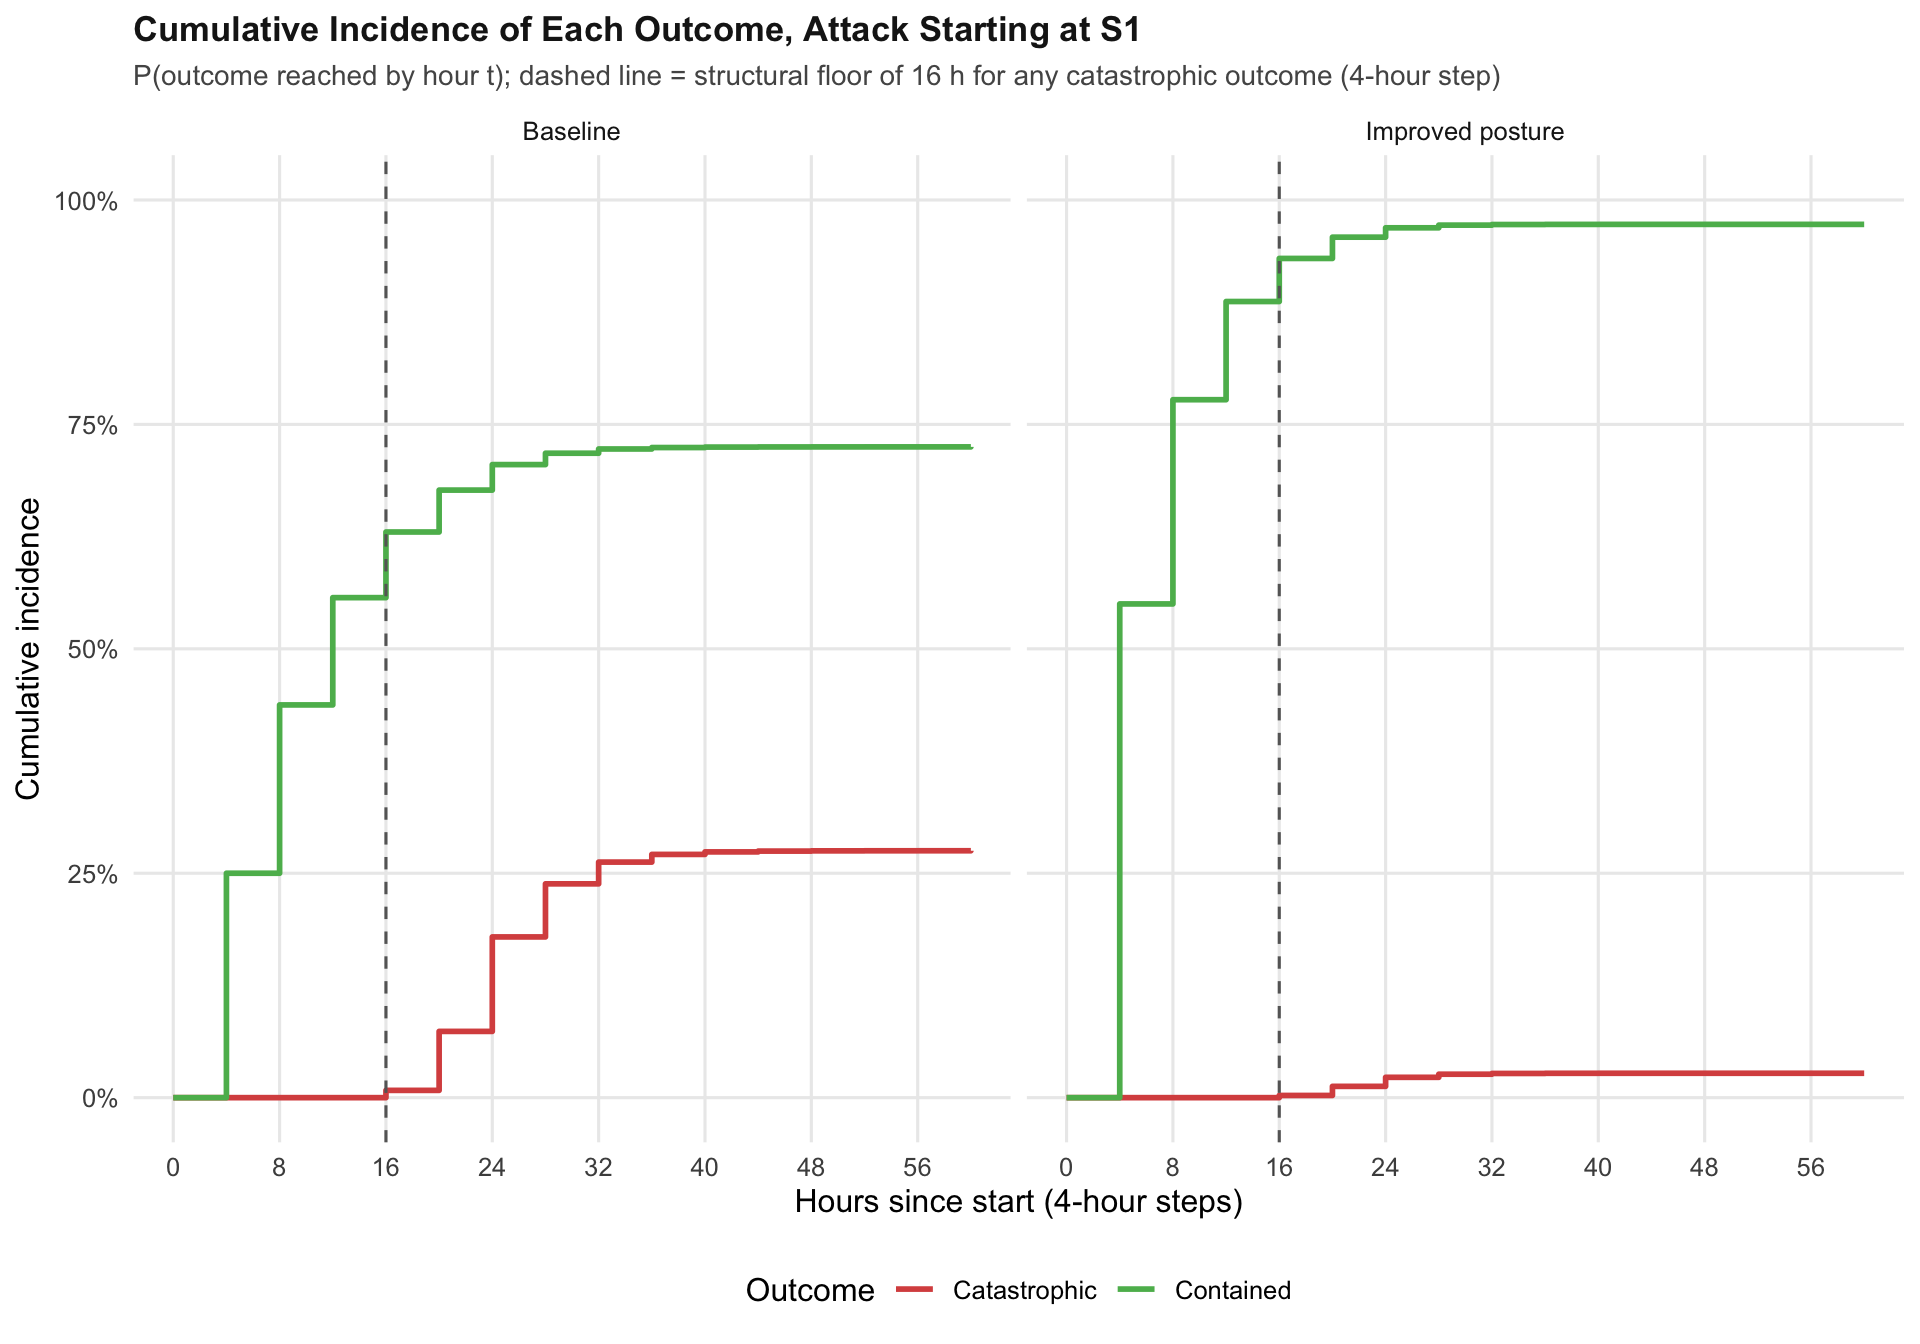 Cumulative Incidence of Each Outcome, Attack Starting at S1
P(outcome reached by hour t); dashed line = structural floor of 16 h for any catastrophic outcome (4-hour step)
Baseline
Improved posture
Cumulative incidence
100%
75%
50%
25%
0%
0 8 16 24 32 40 48 56
0 8 16 24 32 40 48 56
Hours since start (4-hour steps)
Outcome Catastrophic Contained